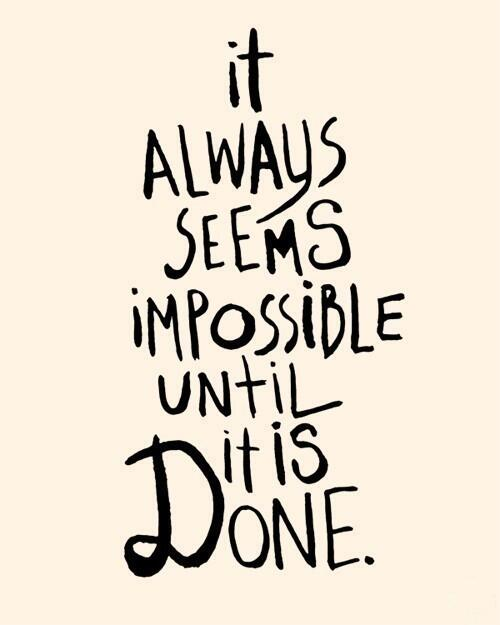 it
ALWAyS
SEEMS
iMPOSSiBLE
UNtiL
it iS
DONE.